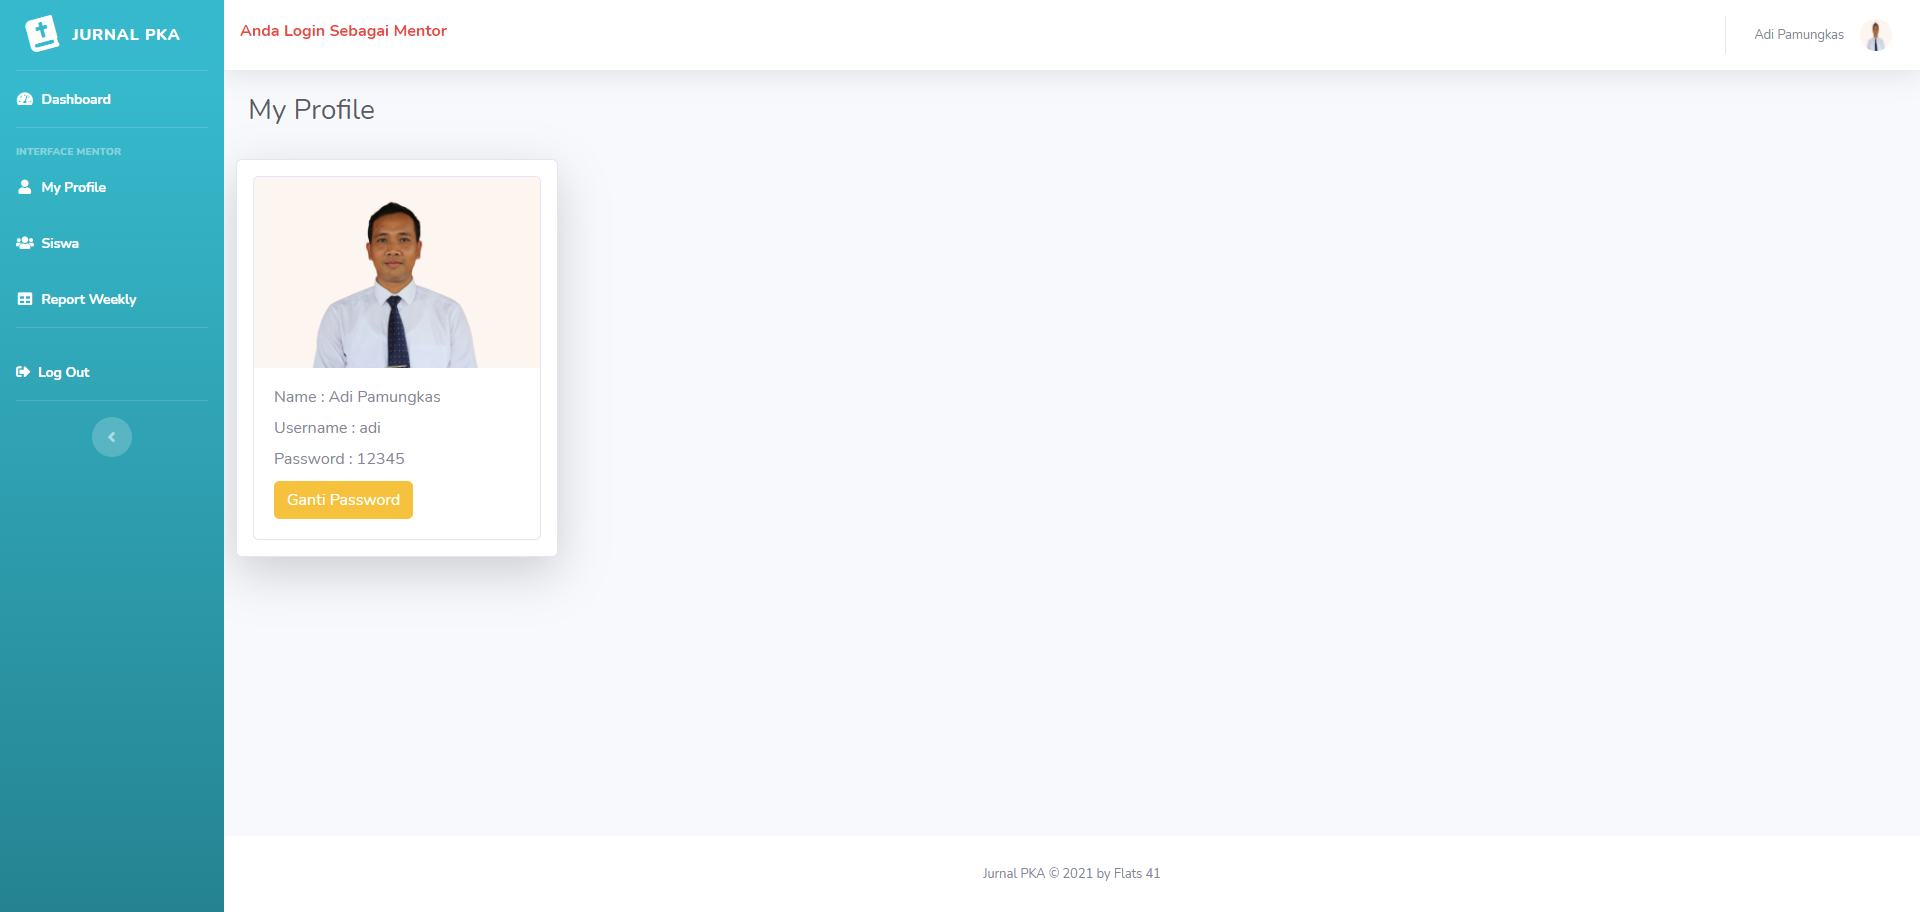 JURNAL PKA
Dashboard
INTERFACE MENTOR
My Profile
Siswa
Report Weekly
Log Out
Anda Login Sebagai Mentor
Adi Pamungkas
My Profile
Name : Adi Pamungkas
Username : adi
Password : 12345
Ganti Password
Jurnal PKA © 2021 by Flats 41